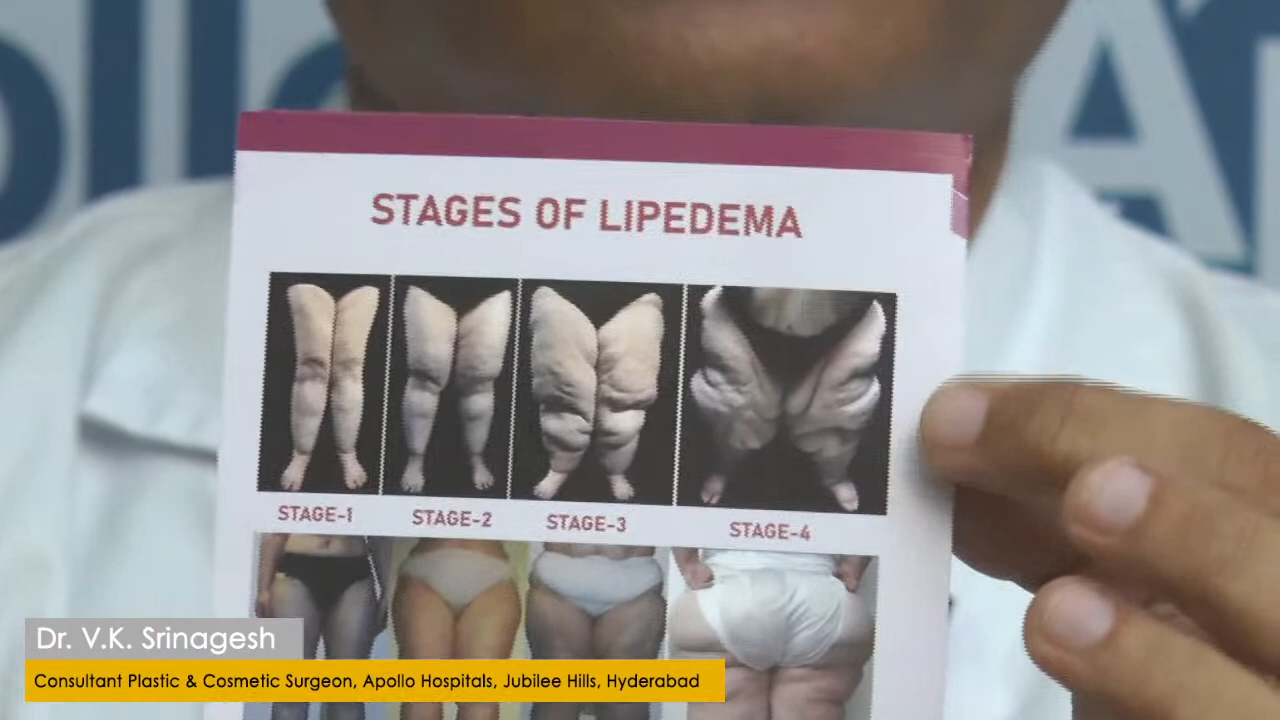 STAGES OF LIPEDEMA
STAGE-1
STAGE-2
STAGE-3
STAGE-4
Dr. V.K. Srinagesh
Consultant Plastic & Cosmetic Surgeon, Apollo Hospitals, Jubilee Hills, Hyderabad